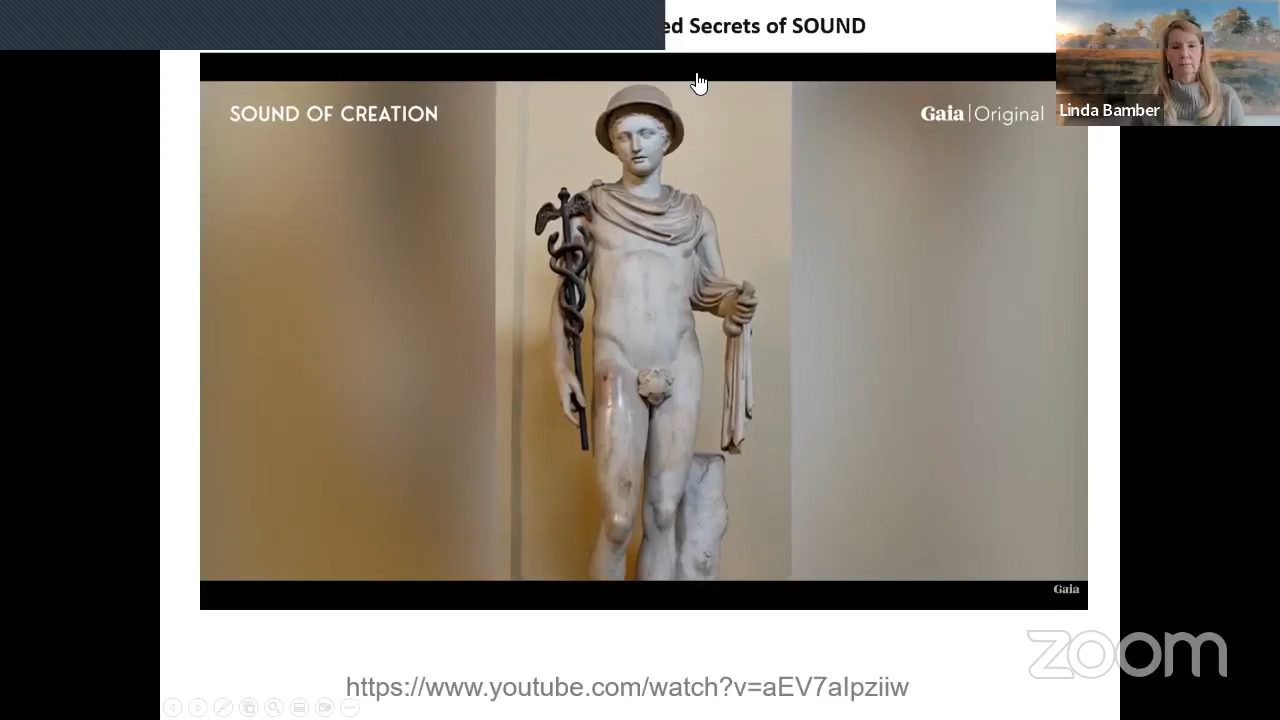 ed Secrets of SOUND
Linda Bamber
SOUND OF CREATION
Gaia | Original
Gaia
zoom
https://www.youtube.com/watch?v=aEV7aIpziiw